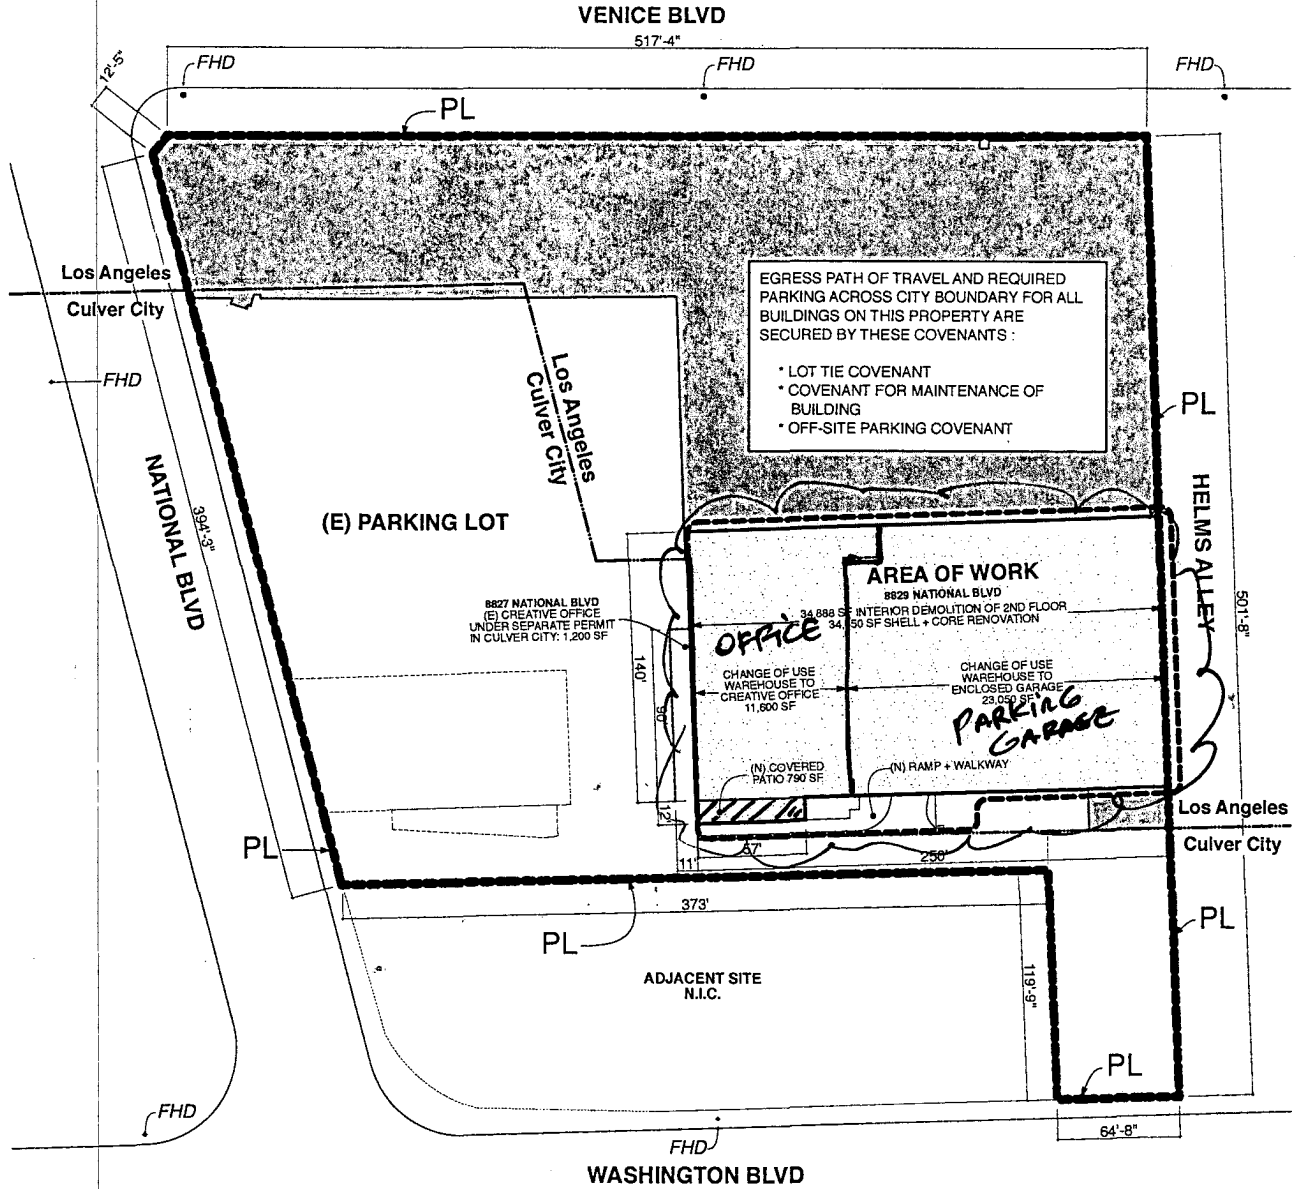 VENICE BLVD
517'-4"
12'-5"
FHD
FHD
FHD
PL
Los Angeles
Culver City
EGRESS PATH OF TRAVEL AND REQUIRED
PARKING ACROSS CITY BOUNDARY FOR ALL
BUILDINGS ON THIS PROPERTY ARE
SECURED BY THESE COVENANTS :
* LOT TIE COVENANT
* COVENANT FOR MAINTENANCE OF
BUILDING
* OFF-SITE PARKING COVENANT
FHD
Los Angeles
Culver City
PL
NATIONAL BLVD
394'-3"
(E) PARKING LOT
HELMS ALLEY
501'-8"
AREA OF WORK
8829 NATIONAL BLVD
34,888 SF INTERIOR DEMOLITION OF 2ND FLOOR
SF SHELL + CORE RENOVATION
8827 NATIONAL BLVD
(E) CREATIVE OFFICE
UNDER SEPARATE PERMIT
IN CULVER CITY: 1,200 SF
OFFICE
140'
90'
CHANGE OF USE
WAREHOUSE TO
CREATIVE OFFICE
11,600 SF
CHANGE OF USE
WAREHOUSE TO
ENCLOSED GARAGE
23,050 SF
PARKING
GARAGE
(N) COVERED
PATIO 790 SF
(N) RAMP + WALKWAY
12'
Los Angeles
Culver City
PL
57'
11'
250'
373'
PL
PL
ADJACENT SITE
N.I.C.
119'-9"
PL
FHD
FHD
64'-8"
WASHINGTON BLVD